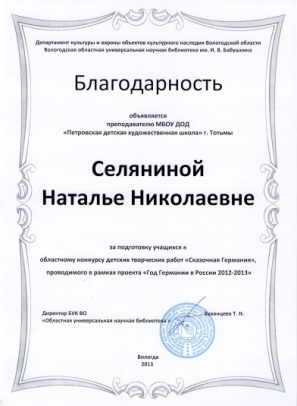 Департамент культуры и охраны объектов культурного наследия Вологодской области
Вологодская областная универсальная научная библиотека им. И. В. Бабушкина
Благодарность
объявляется
преподавателю МБОУ ДОД
«Петровская детская художественная школа» г. Тотьмы
Селяниной
Наталье Николаевне
за подготовку учащихся к
областному конкурсу детских творческих работ «Сказочная Германия»,
проводимого в рамках проекта «Год Германии в России 2012-2013»
Директор БУК ВО
«Областная универсальная научная библиотека
Буханцева Т. Н.
Вологда
2013